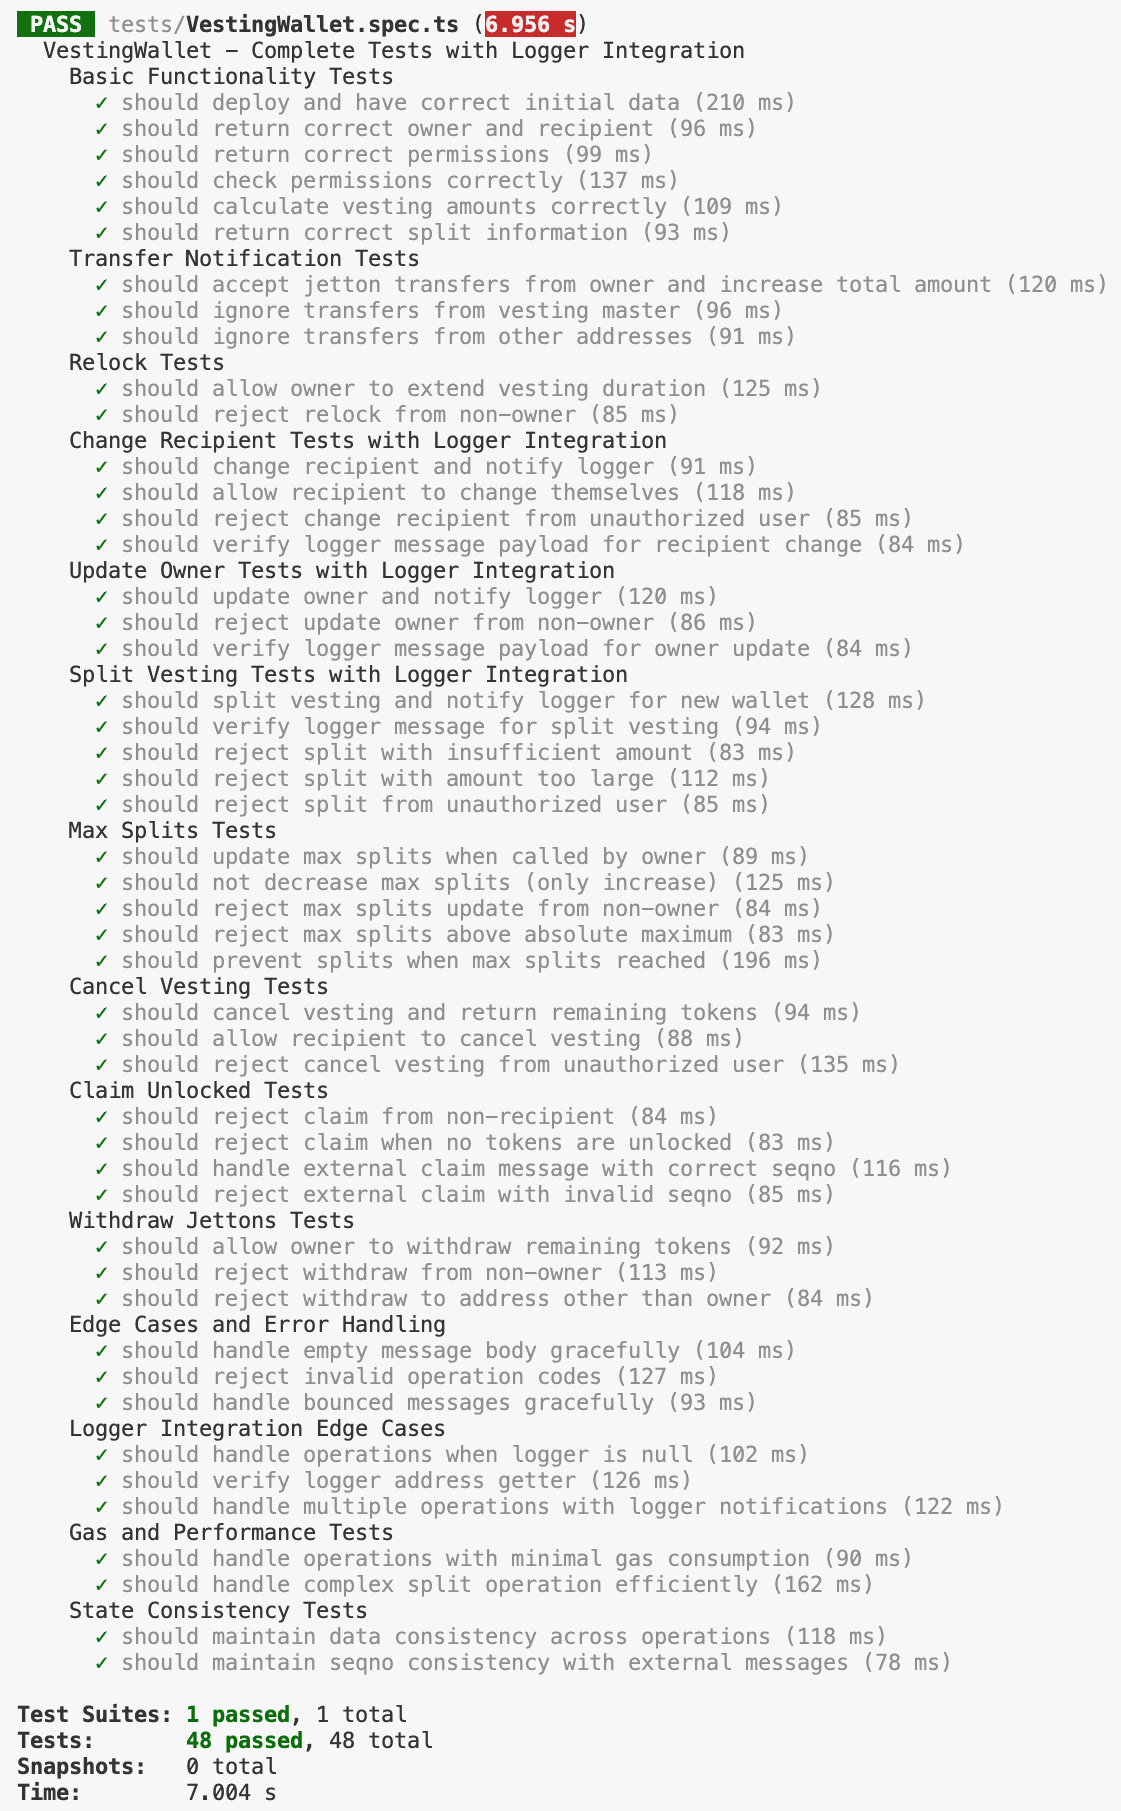 PASS tests/VestingWallet.spec.ts (6.956 s)
VestingWallet – Complete Tests with Logger Integration
Basic Functionality Tests
✓ should deploy and have correct initial data (210 ms)
✓ should return correct owner and recipient (96 ms)
✓ should return correct permissions (99 ms)
✓ should check permissions correctly (137 ms)
✓ should calculate vesting amounts correctly (109 ms)
✓ should return correct split information (93 ms)
Transfer Notification Tests
✓ should accept jetton transfers from owner and increase total amount (120 ms)
✓ should ignore transfers from vesting master (96 ms)
✓ should ignore transfers from other addresses (91 ms)
Relock Tests
✓ should allow owner to extend vesting duration (125 ms)
✓ should reject relock from non-owner (85 ms)
Change Recipient Tests with Logger Integration
✓ should change recipient and notify logger (91 ms)
✓ should allow recipient to change themselves (118 ms)
✓ should reject change recipient from unauthorized user (85 ms)
✓ should verify logger message payload for recipient change (84 ms)
Update Owner Tests with Logger Integration
✓ should update owner and notify logger (120 ms)
✓ should reject update owner from non-owner (86 ms)
✓ should verify logger message payload for owner update (84 ms)
Split Vesting Tests with Logger Integration
✓ should split vesting and notify logger for new wallet (128 ms)
✓ should verify logger message for split vesting (94 ms)
✓ should reject split with insufficient amount (83 ms)
✓ should reject split with amount too large (112 ms)
✓ should reject split from unauthorized user (85 ms)
Max Splits Tests
✓ should update max splits when called by owner (89 ms)
✓ should not decrease max splits (only increase) (125 ms)
✓ should reject max splits update from non-owner (84 ms)
✓ should reject max splits above absolute maximum (83 ms)
✓ should prevent splits when max splits reached (196 ms)
Cancel Vesting Tests
✓ should cancel vesting and return remaining tokens (94 ms)
✓ should allow recipient to cancel vesting (88 ms)
✓ should reject cancel vesting from unauthorized user (135 ms)
Claim Unlocked Tests
✓ should reject claim from non-recipient (84 ms)
✓ should reject claim when no tokens are unlocked (83 ms)
✓ should handle external claim message with correct seqno (116 ms)
✓ should reject external claim with invalid seqno (85 ms)
Withdraw Jettons Tests
✓ should allow owner to withdraw remaining tokens (92 ms)
✓ should reject withdraw from non-owner (113 ms)
✓ should reject withdraw to address other than owner (84 ms)
Edge Cases and Error Handling
✓ should handle empty message body gracefully (104 ms)
✓ should reject invalid operation codes (127 ms)
✓ should handle bounced messages gracefully (93 ms)
Logger Integration Edge Cases
✓ should handle operations when logger is null (102 ms)
✓ should verify logger address getter (126 ms)
✓ should handle multiple operations with logger notifications (122 ms)
Gas and Performance Tests
✓ should handle operations with minimal gas consumption (90 ms)
✓ should handle complex split operation efficiently (162 ms)
State Consistency Tests
✓ should maintain data consistency across operations (118 ms)
✓ should maintain seqno consistency with external messages (78 ms)
Test Suites: 1 passed, 1 total
Tests: 48 passed, 48 total
Snapshots: 0 total
Time: 7.004 s